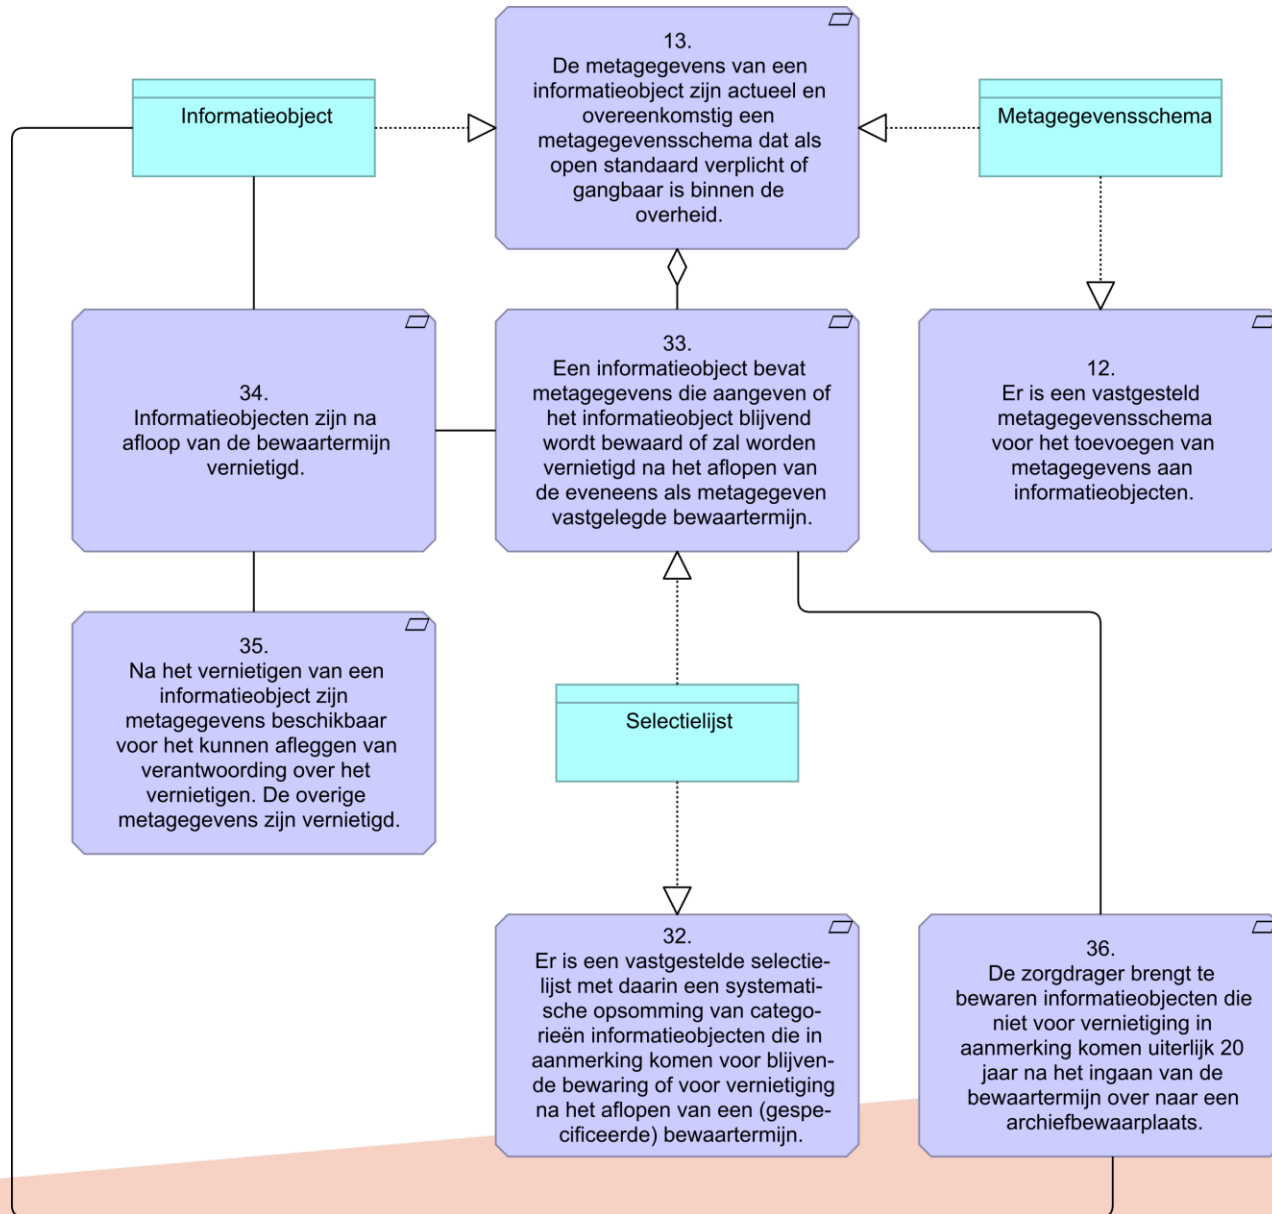 13.
De metagegevens van een
informatieobject zijn actueel en
overeenkomstig een
metagegevensschema dat als
open standaard verplicht of
gangbaar is binnen de
overheid.
Informatieobject
Metagegevensschema
34.
Informatieobjecten zijn na
afloop van de bewaartermijn
vernietigd.
33.
Een informatieobject bevat
metagegevens die aangeven of
het informatieobject blijvend
wordt bewaard of zal worden
vernietigd na het aflopen van
de eveneens als metagegeven
vastgelegde bewaartermijn.
12.
Er is een vastgesteld
metagegevensschema
voor het toevoegen van
metagegevens aan
informatieobjecten.
35.
Na het vernietigen van een
informatieobject zijn
metagegevens beschikbaar
voor het kunnen afleggen van
verantwoording over het
vernietigen. De overige
metagegevens zijn vernietigd.
Selectielijst
32.
Er is een vastgestelde selectie-
lijst met daarin een systemati-
sche opsomming van catego-
rieën informatieobjecten die in
aanmerking komen voor blijven-
de bewaring of voor vernietiging
na het aflopen van een (gespe-
cificeerde) bewaartermijn.
36.
De zorgdrager brengt te
bewaren informatieobjecten die
niet voor vernietiging in
aanmerking komen uiterlijk 20
jaar na het ingaan van de
bewaartermijn over naar een
archiefbewaarplaats.